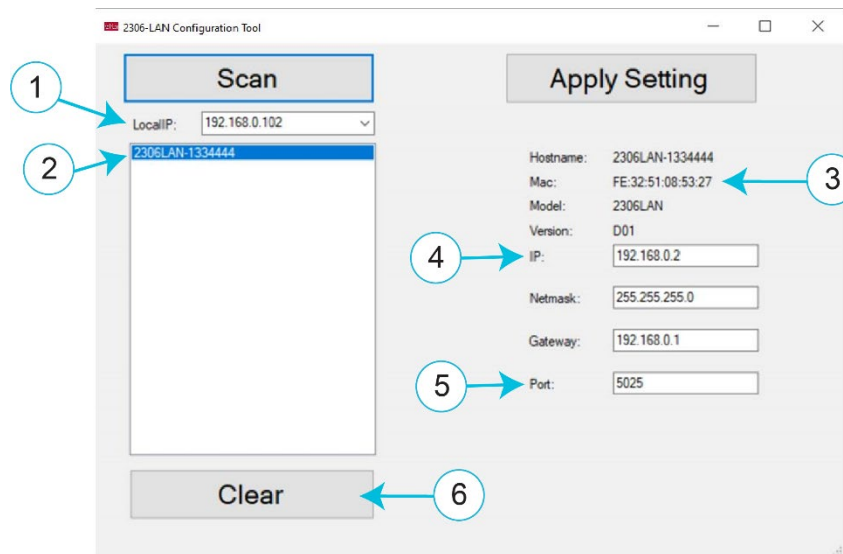 2306-LAN Configuration Tool
Scan
Apply Setting
1
LocalIP: 192.168.0.102
2
2306LAN-1334444
Hostname: 2306LAN-1334444
Mac: FE:32:51:08:53:27
3
Model: 2306LAN
Version: D01
4
IP: 192.168.0.2
Netmask: 255.255.255.0
Gateway: 192.168.0.1
5
Port: 5025
Clear
6